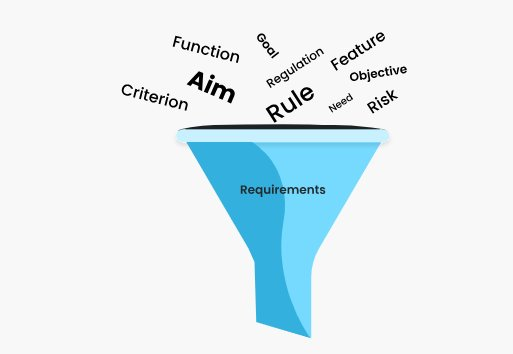 Function
Goal
Regulation
Feature
Criterion
Aim
Rule
Need
Objective
Risk
Requirements